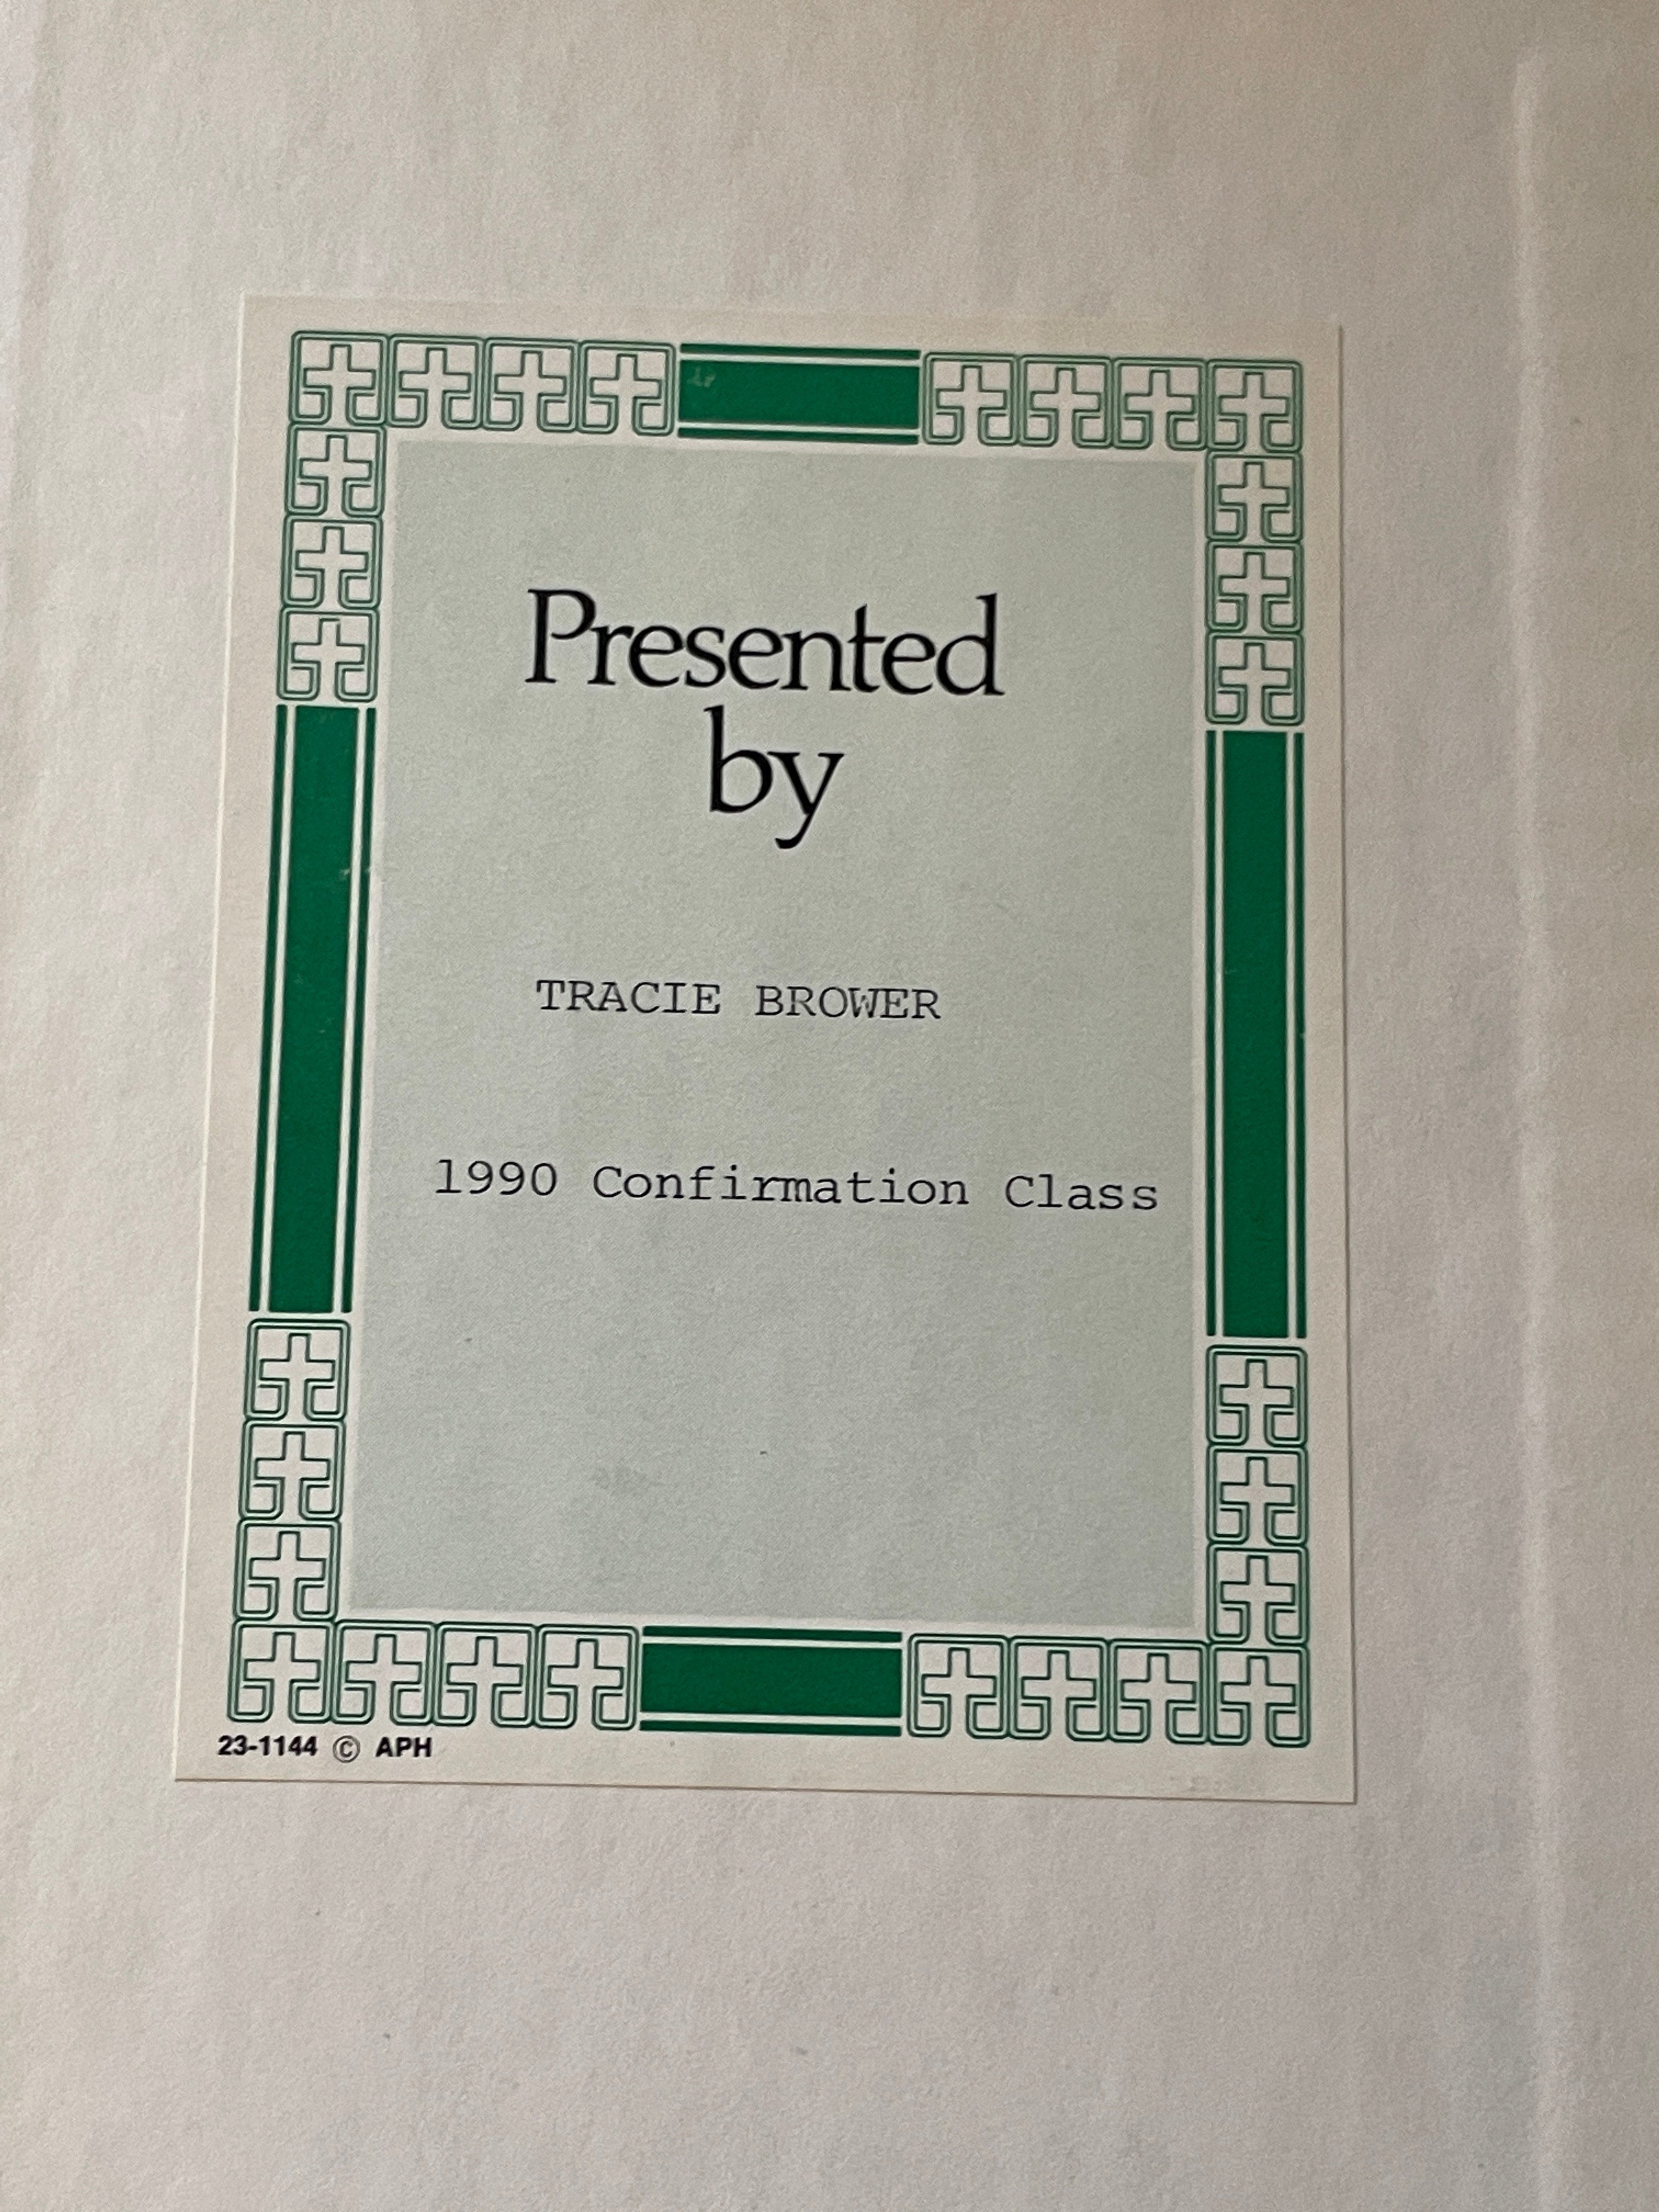 Presented
by
TRACIE BROWER
1990 Confirmation Class
23-1144 © APH